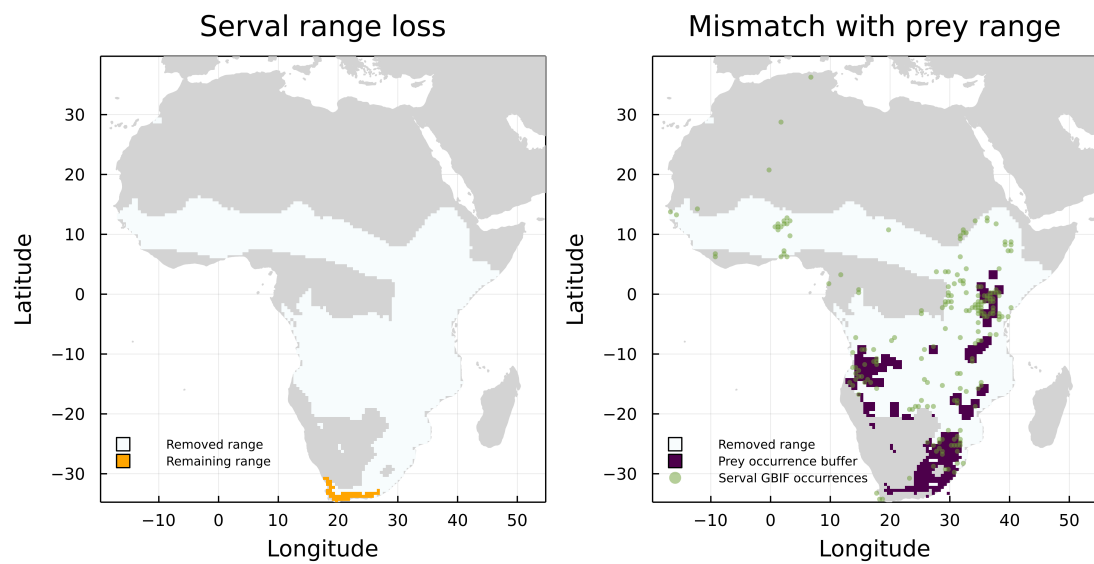 Serval range loss
Mismatch with prey range
Latitude
30
20
10
0
−10
−20
−30
Removed range
Remaining range
−10
0
10
20
30
40
50
Longitude
Latitude
30
20
10
0
−10
−20
−30
Removed range
Prey occurrence buffer
Serval GBIF occurrences
−10
0
10
20
30
40
50
Longitude